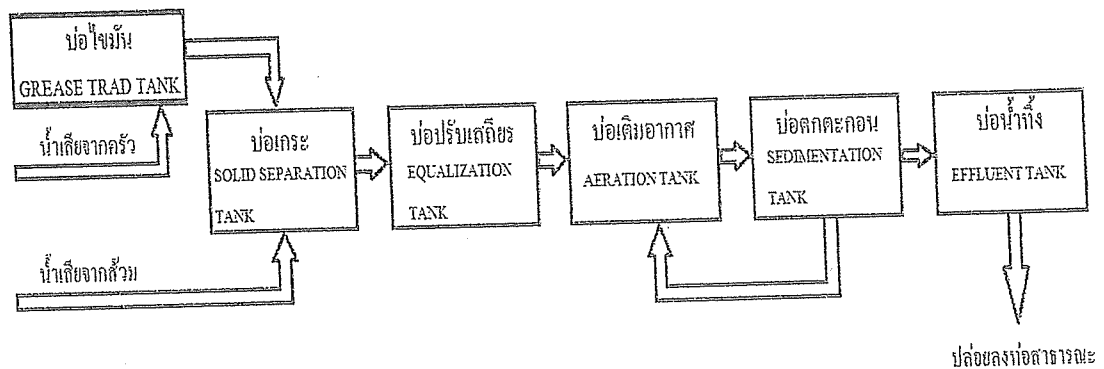 บ่อไขมัน
GREASE TRAD TANK
น้ำเสียจากครัว
บ่อเกรอะ
SOLID SEPARATION
TANK
น้ำเสียจากส้วม
บ่อปรับเสถียร
EQUALIZATION
TANK
บ่อเติมอากาศ
AERATION TANK
บ่อตกตะกอน
SEDIMENTATION
TANK
บ่อน้ำทิ้ง
EFFLUENT TANK
ปล่อยลงท่อสาธารณะ